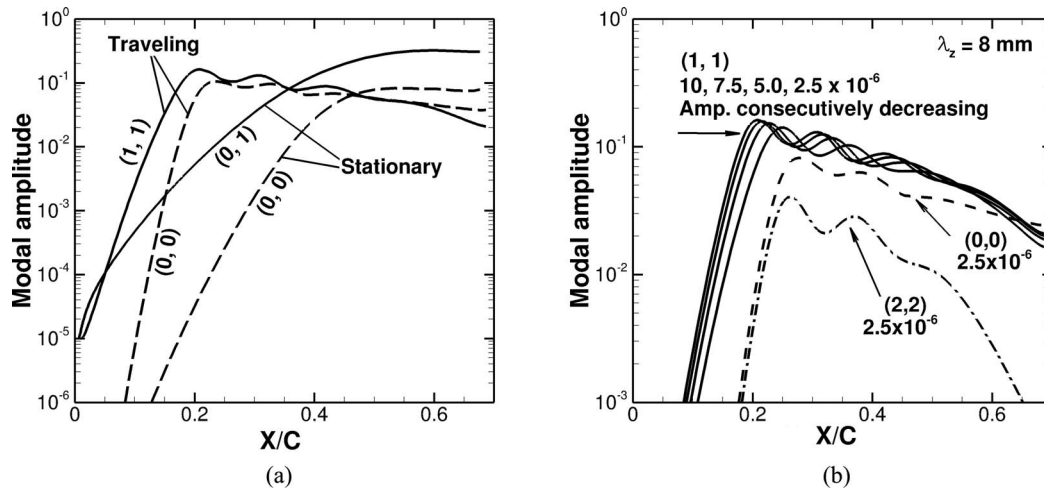 Traveling
(1, 1)
(0, 1)
(0, 0)
(0, 0)
Stationary
Modal amplitude
10⁰
10⁻¹
10⁻²
10⁻³
10⁻⁴
10⁻⁵
10⁻⁶
0 0.2 0.4 0.6
X/C
(a)
λz = 8 mm
(1, 1)
10, 7.5, 5.0, 2.5 x 10⁻⁶
Amp. consecutively decreasing
(0,0)
2.5x10⁻⁶
(2,2)
2.5x10⁻⁶
Modal amplitude
10⁰
10⁻¹
10⁻²
10⁻³
0 0.2 0.4 0.6
X/C
(b)